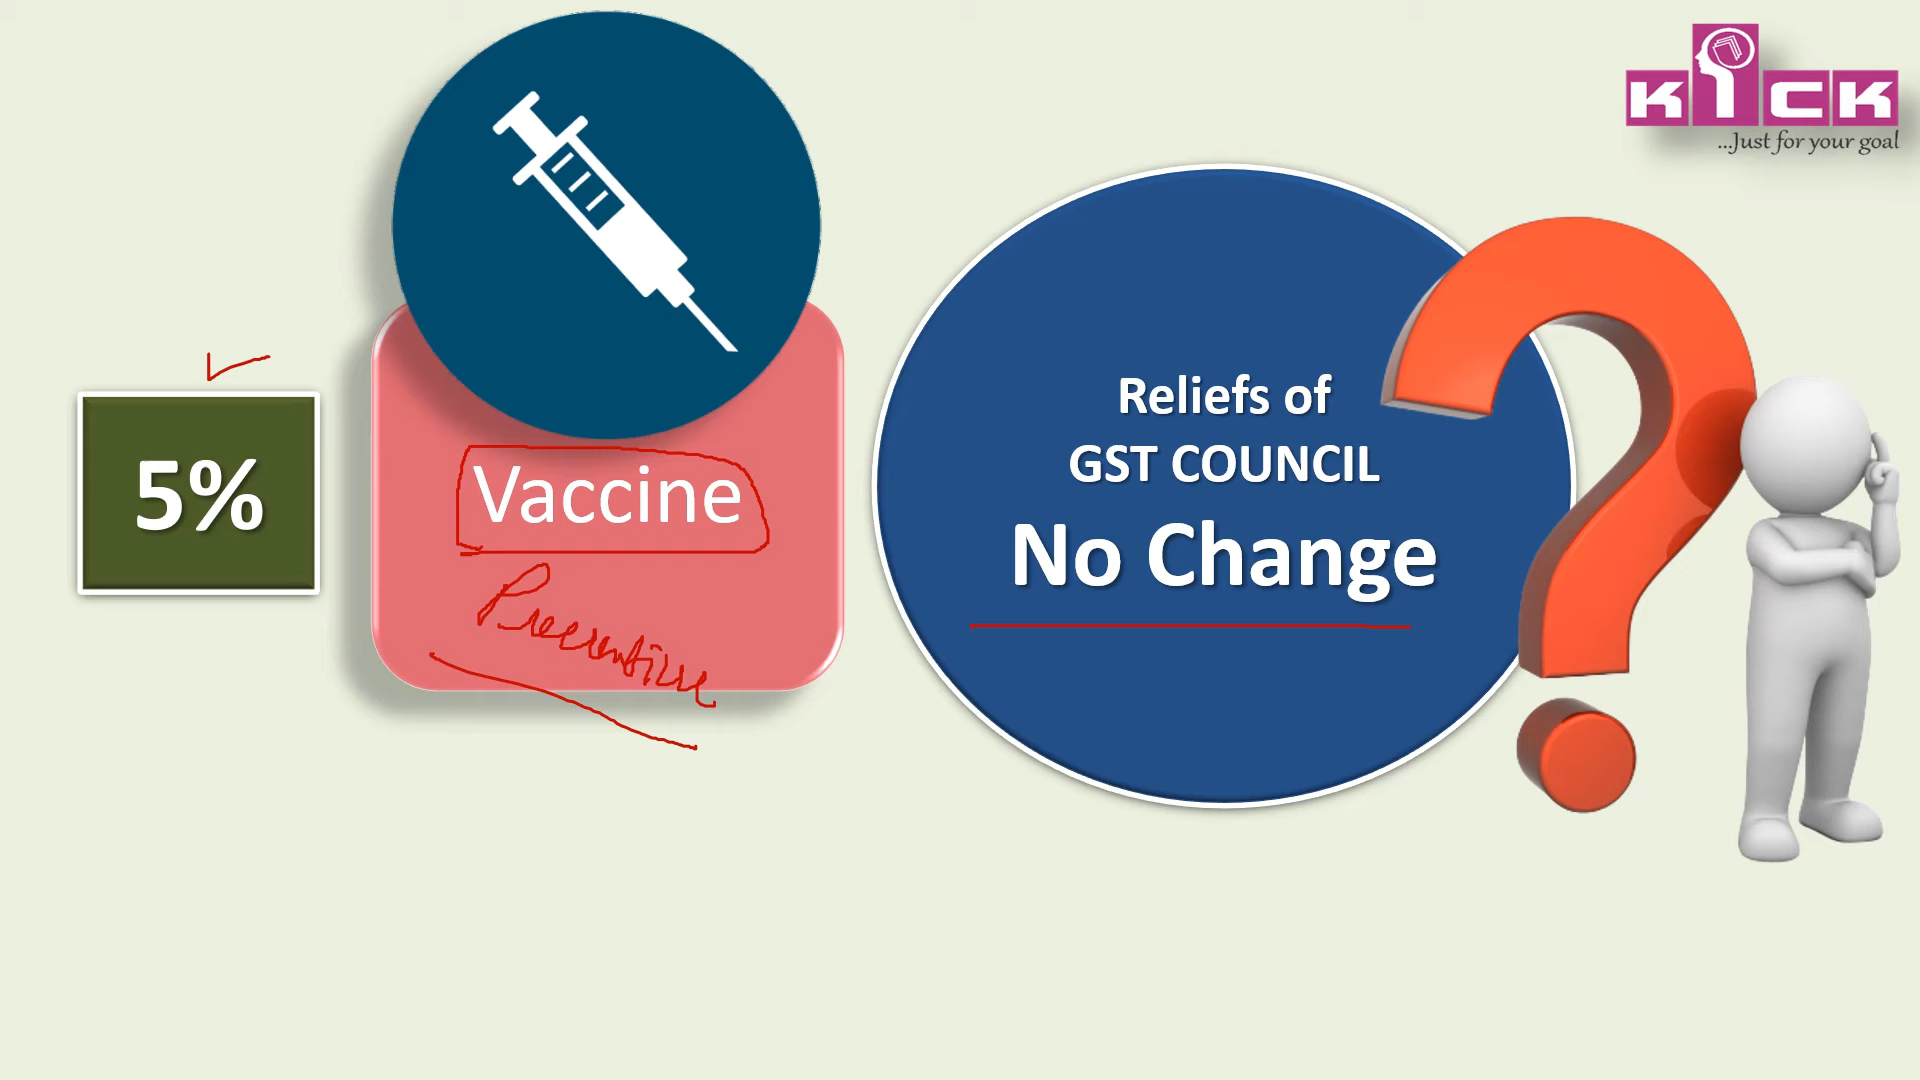 KICK
...Just for your goal
5%
Vaccine
Preventive
Reliefs of
GST COUNCIL
No Change